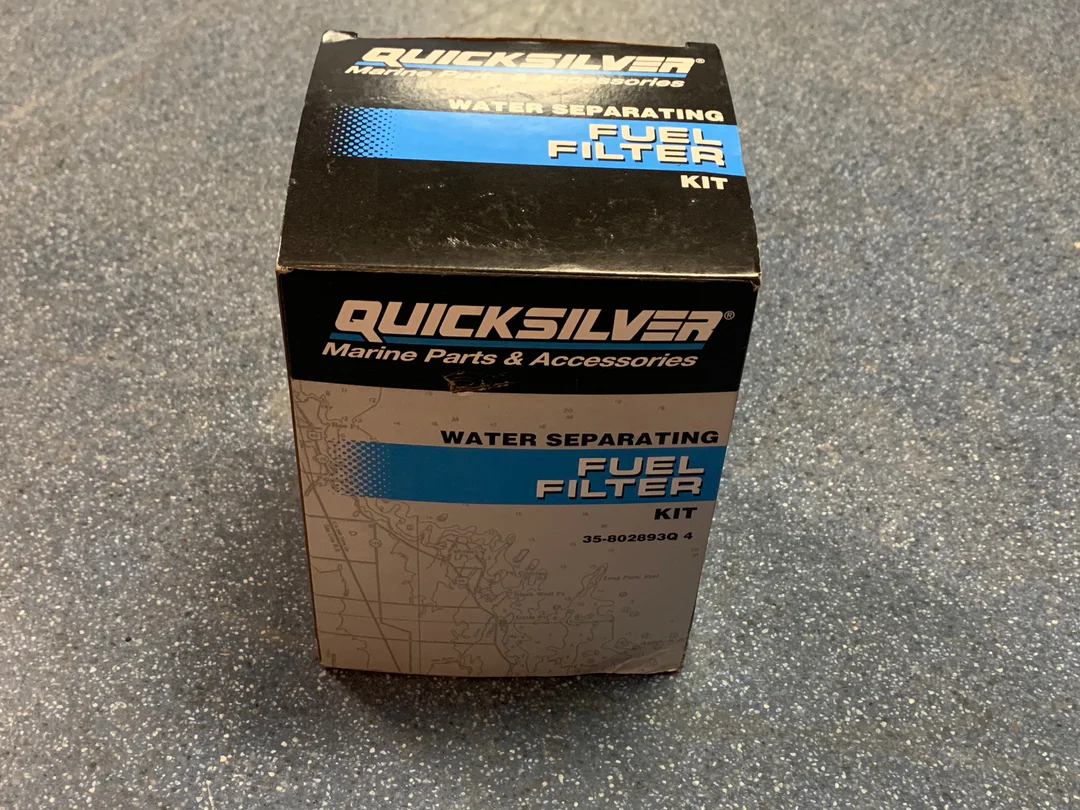 QUICKSILVER®
Marine Parts & Accessories
WATER SEPARATING
FUEL
FILTER
KIT
QUICKSILVER®
Marine Parts & Accessories
WATER SEPARATING
FUEL
FILTER
KIT
35-802893Q 4